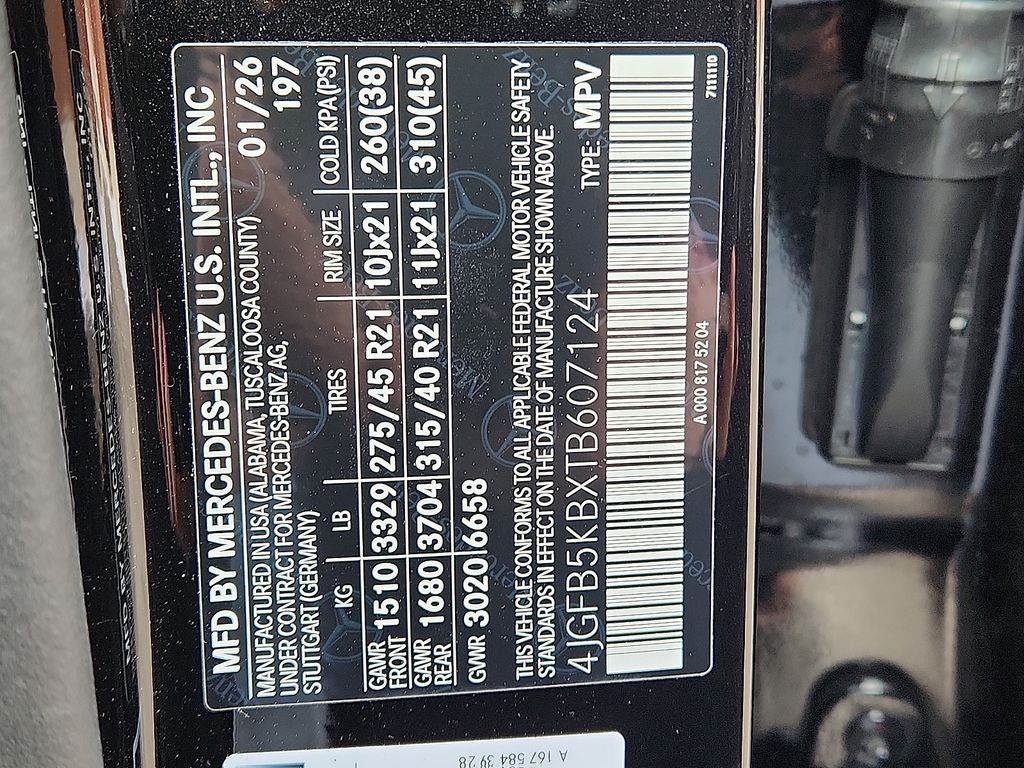 MFD BY MERCEDES-BENZ U.S. INTL., INC
MANUFACTURED IN USA (ALABAMA, TUSCALOOSA COUNTY) 01/26
UNDER CONTRACT FOR MERCEDES-BENZ AG, 197
STUTTGART (GERMANY)
KG LB TIRES RIM SIZE COLD KPA (PSI)
GAWR FRONT 1510 3329 275/45 R21 10Jx21 260(38)
GAWR REAR 1680 3704 315/40 R21 11Jx21 310(45)
GVWR 3020 6658
THIS VEHICLE CONFORMS TO ALL APPLICABLE FEDERAL MOTOR VEHICLE SAFETY
STANDARDS IN EFFECT ON THE DATE OF MANUFACTURE SHOWN ABOVE.
4JGFB5KBXTB607124 TYPE: MPV
A 000 817 52 04
A 167 584 39 28